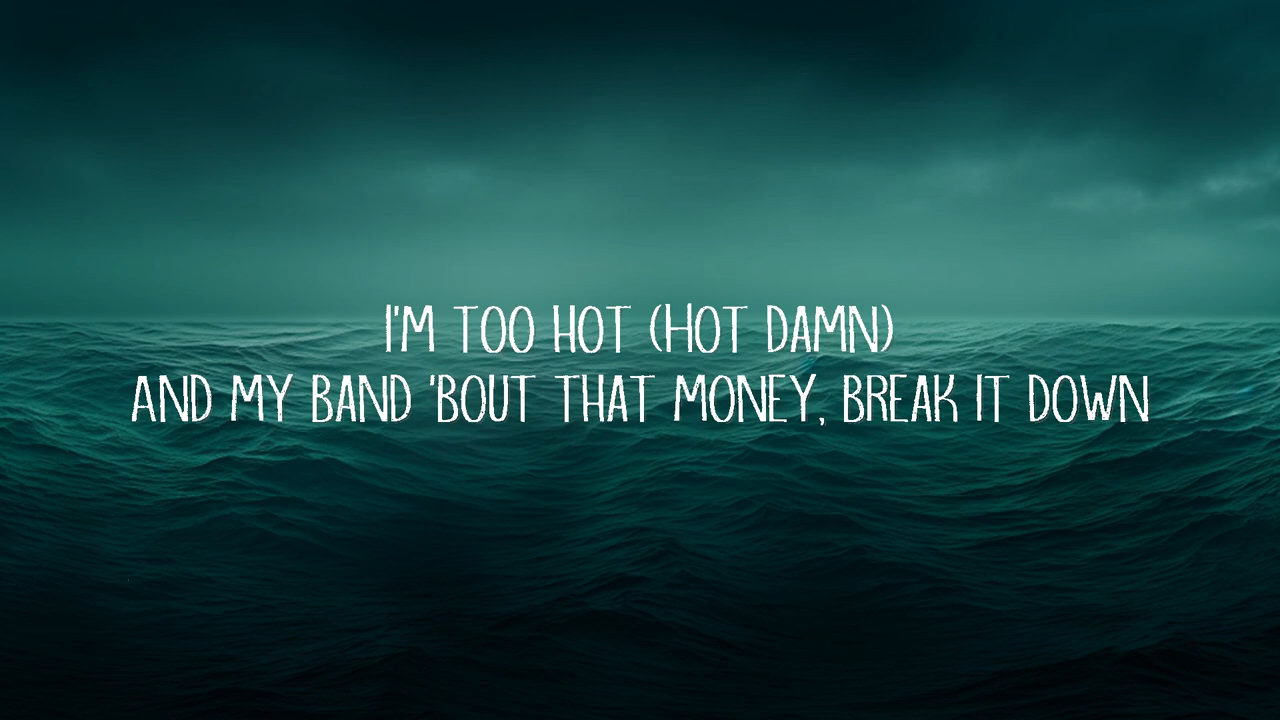 I'M TOO HOT (HOT DAMN)
AND MY BAND 'BOUT THAT MONEY, BREAK IT DOWN